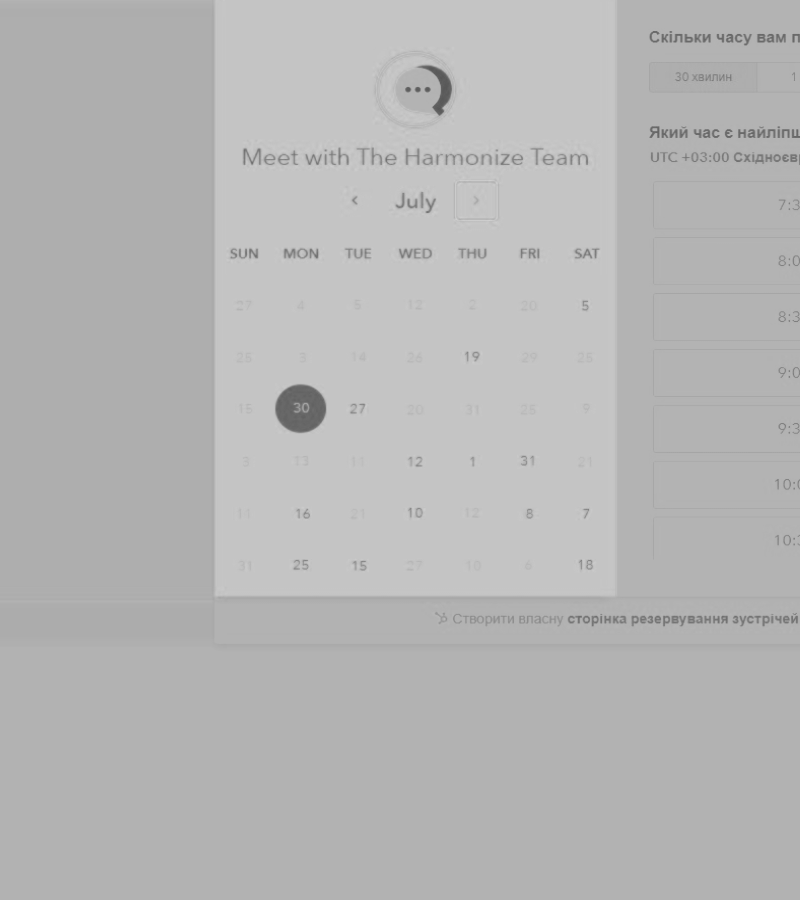 Meet with The Harmonize Team
July
SUN MON TUE WED THU FRI SAT
27 4 5 12 2 20 5
26 3 14 26 19 29 25
15 30 27 20 31 25 9
3 13 11 12 1 31 21
11 16 21 10 12 8 7
31 25 15 27 10 6 18
Скільки часу вам п
30 хвилин 1
Який час є найліпш
UTC +03:00 Східноєвр
7:3
8:0
8:3
9:0
9:3
10:0
10:3
Створити власну сторінка резервування зустрічей